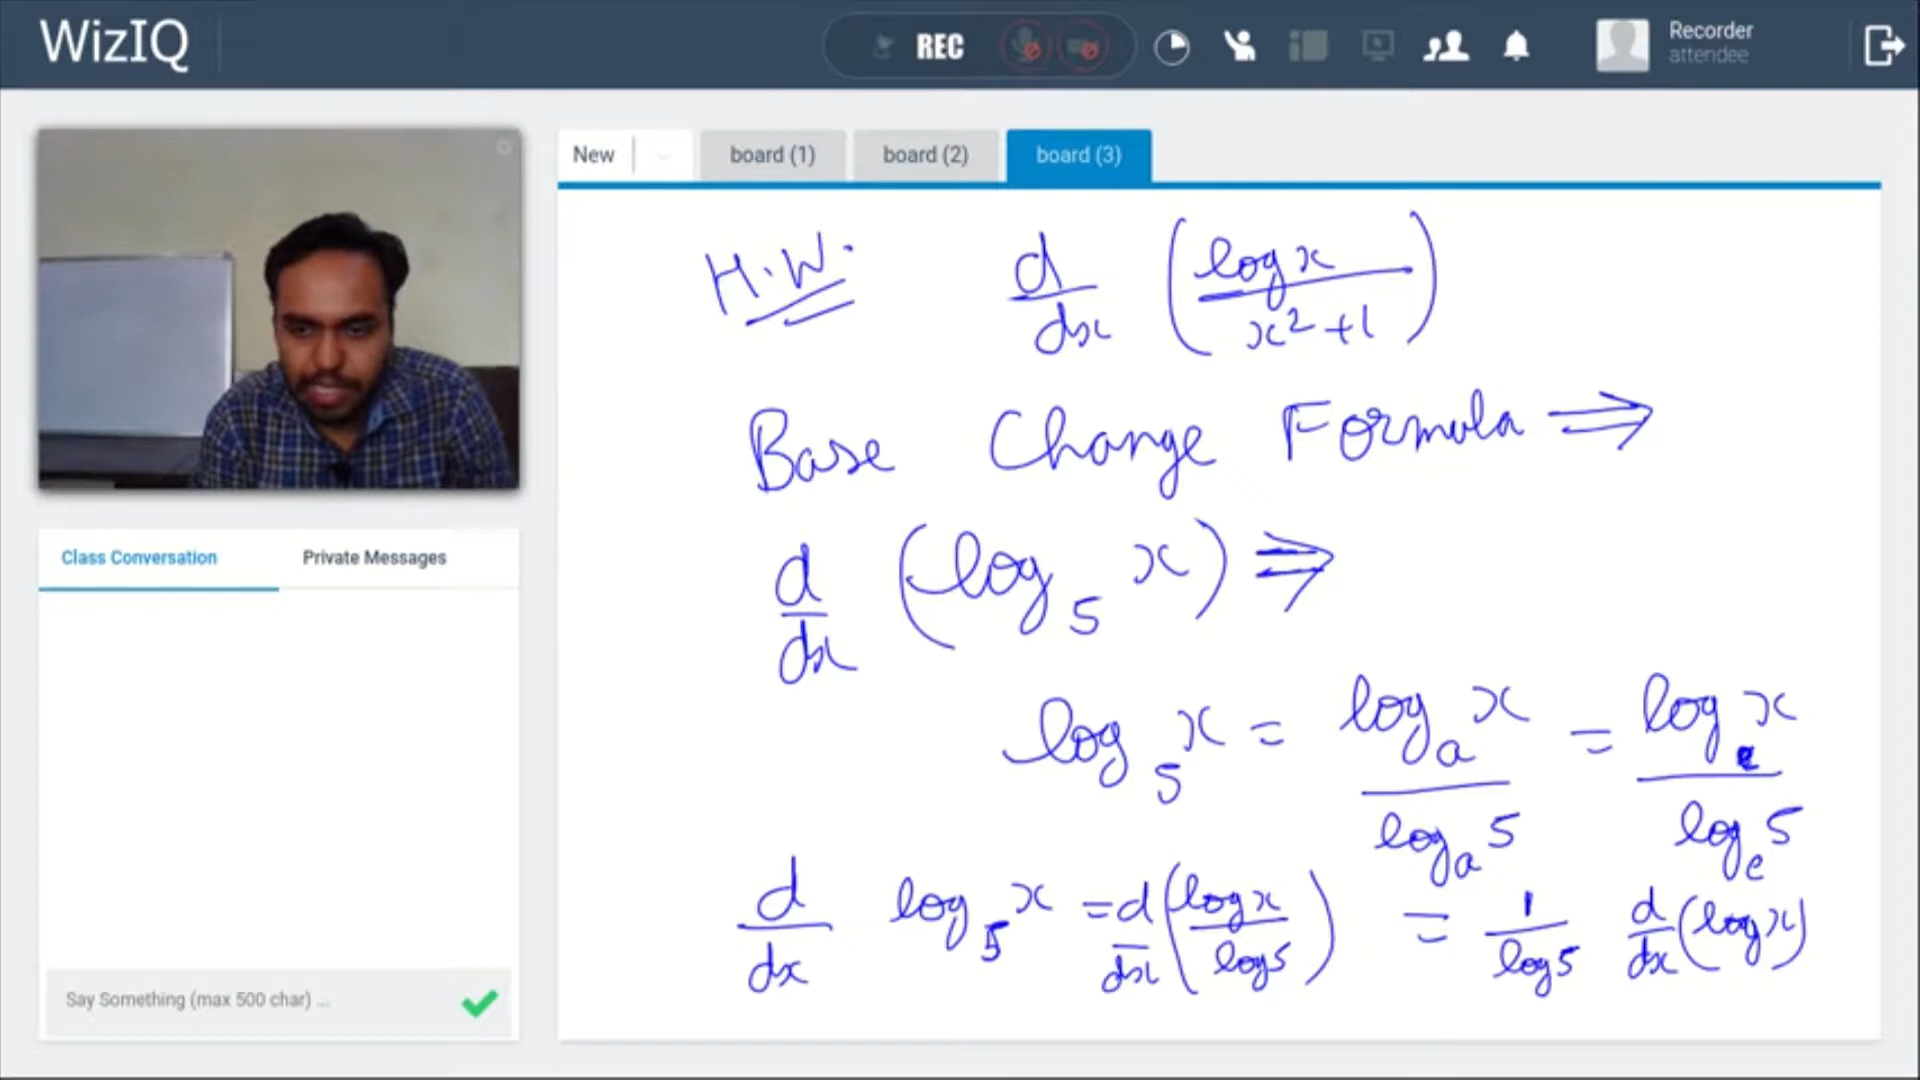 WizIQ
REC
Recorder
attendee
New
board (1)
board (2)
board (3)
H.W. d/dx (log x / x²+1)
Base Change Formula ⇒
d/dx (log₅ x) ⇒
log₅ x = logₐ x / logₐ 5 = logₑ x / logₑ 5
d/dx log₅ x = d/dx (log x / log 5) = 1/log 5 d/dx (log x)
Class Conversation
Private Messages
Say Something (max 500 char) ...